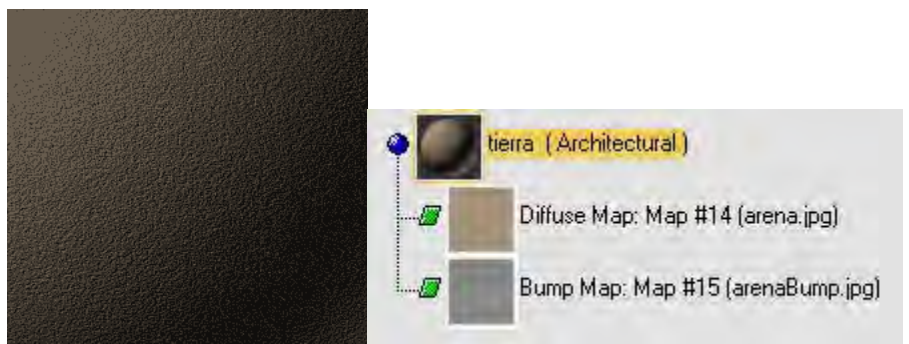 tierra ( Architectural )
Diffuse Map: Map #14 (arena.jpg)
Bump Map: Map #15 (arenaBump.jpg)